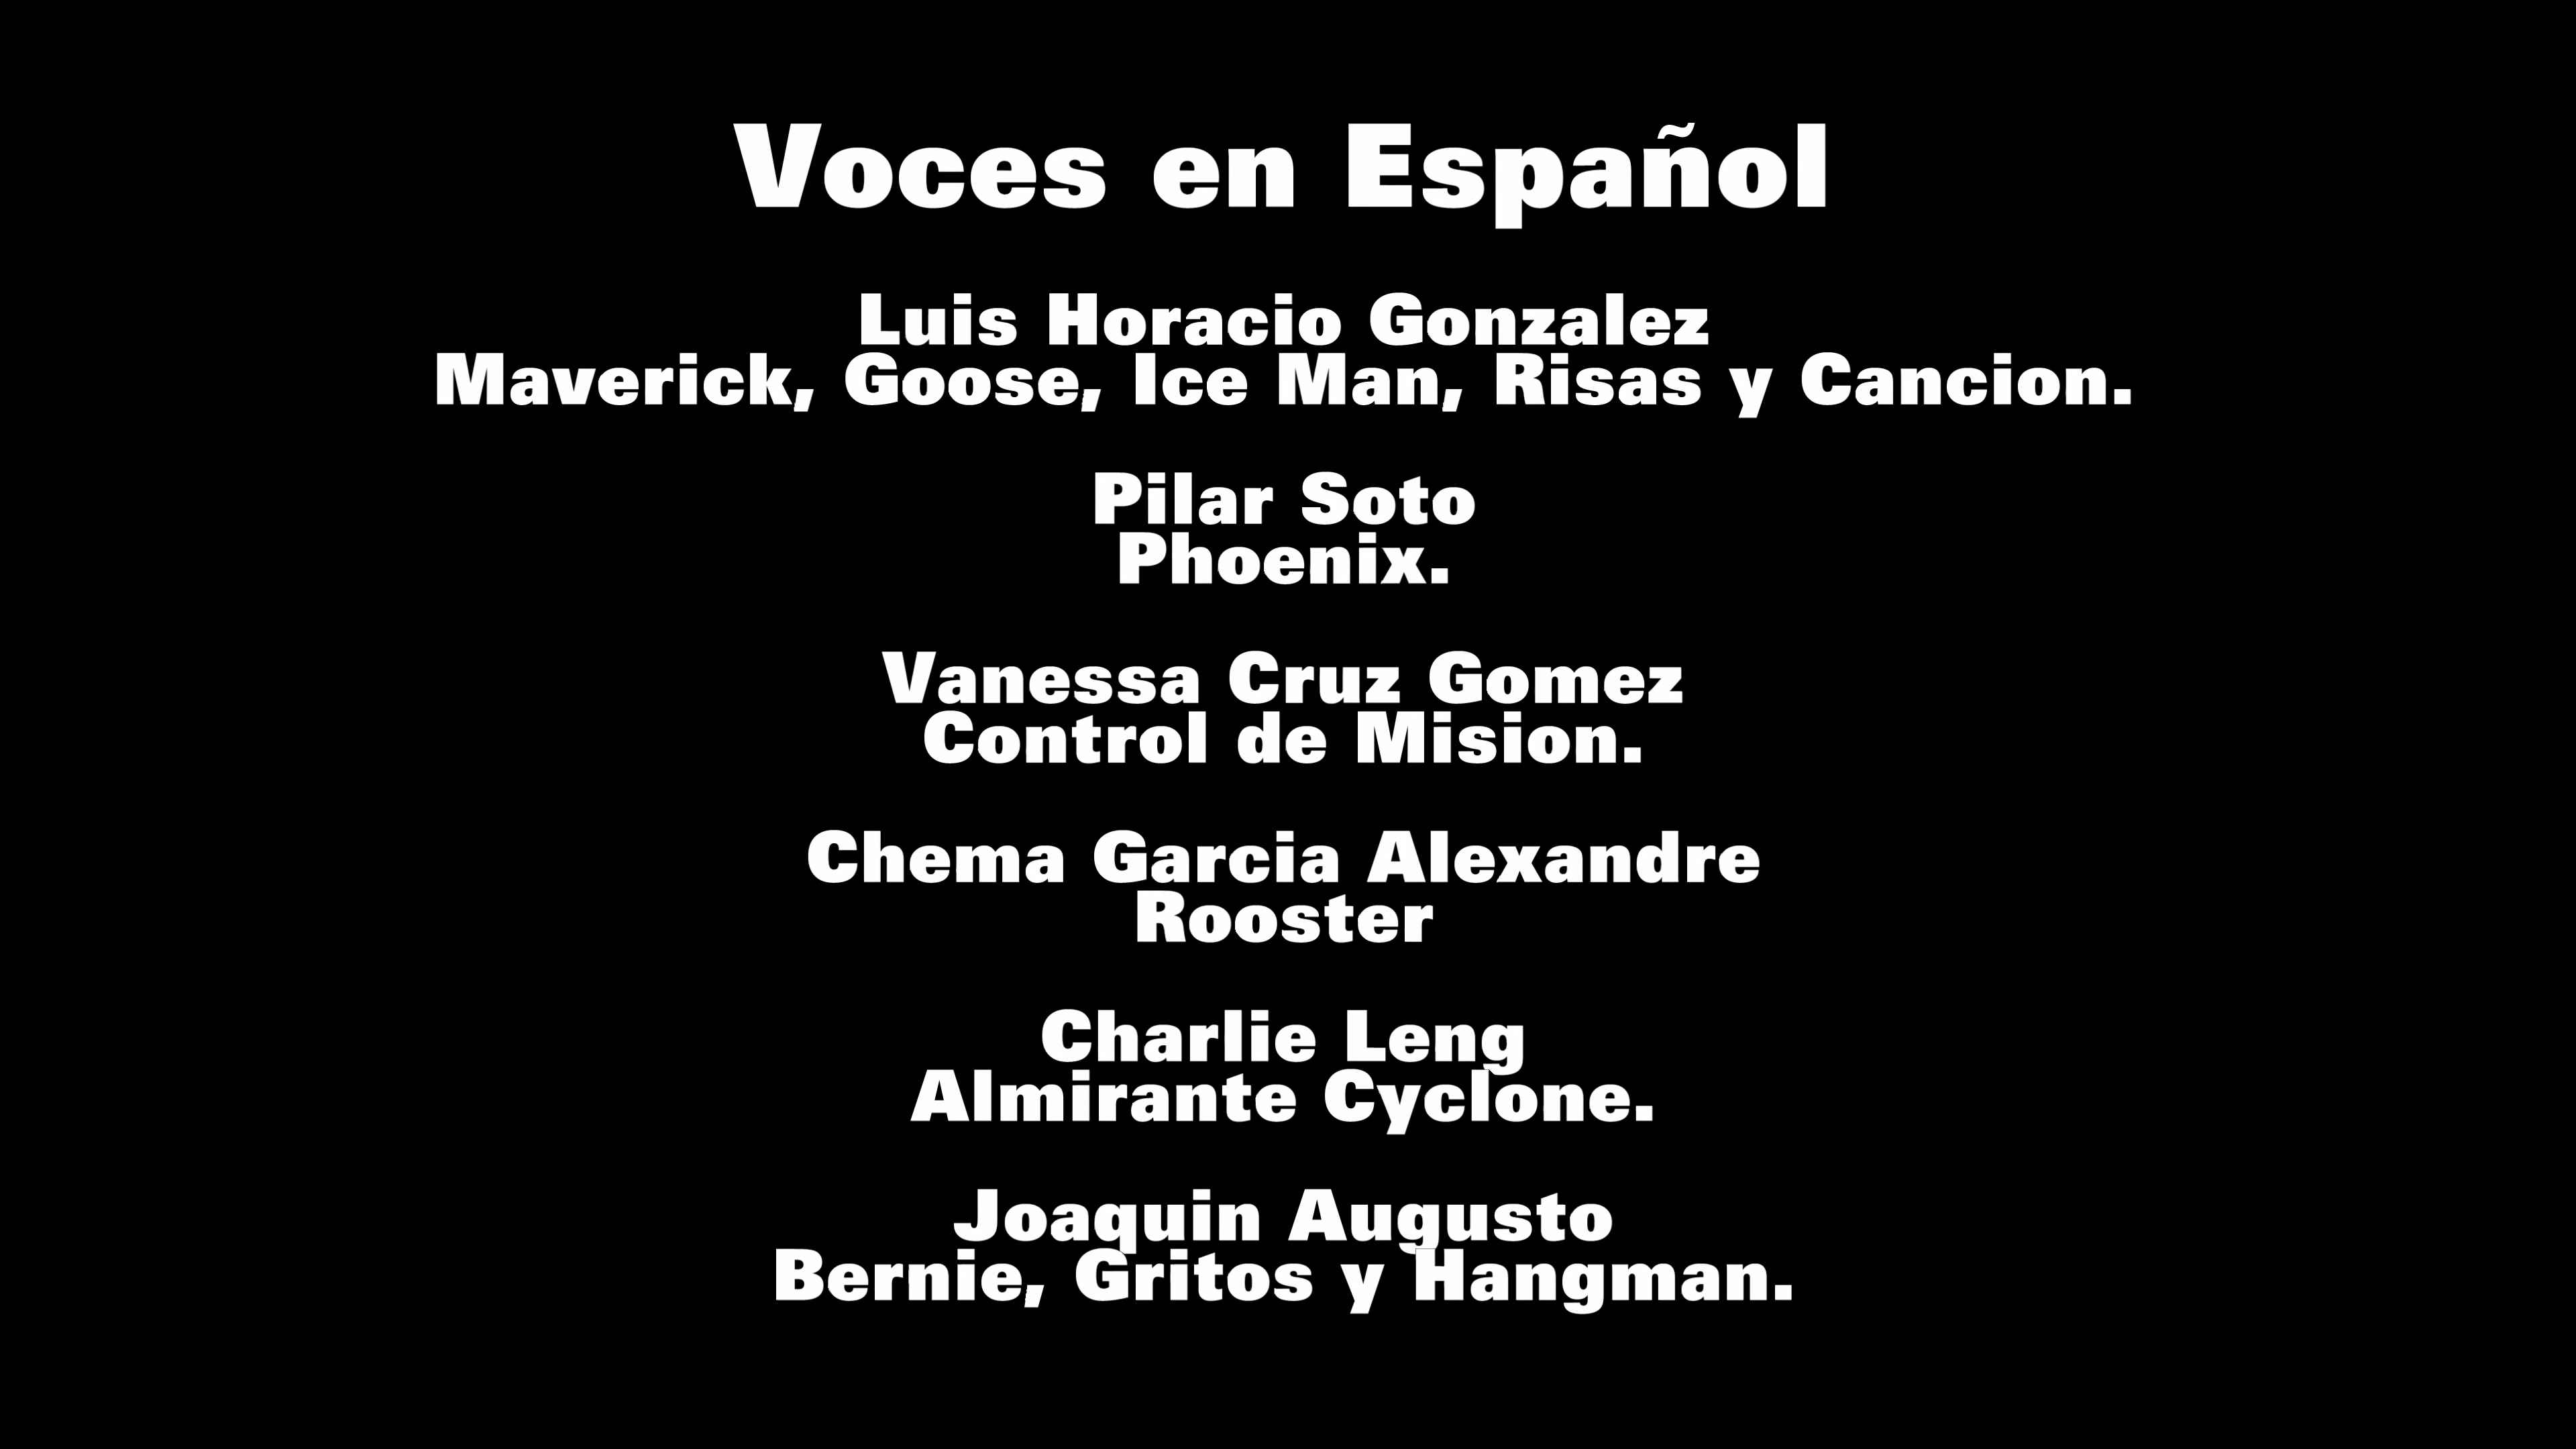 Voces en Español
Luis Horacio Gonzalez
Maverick, Goose, Ice Man, Risas y Cancion.
Pilar Soto
Phoenix.
Vanessa Cruz Gomez
Control de Mision.
Chema Garcia Alexandre
Rooster
Charlie Leng
Almirante Cyclone.
Joaquin Augusto
Bernie, Gritos y Hangman.